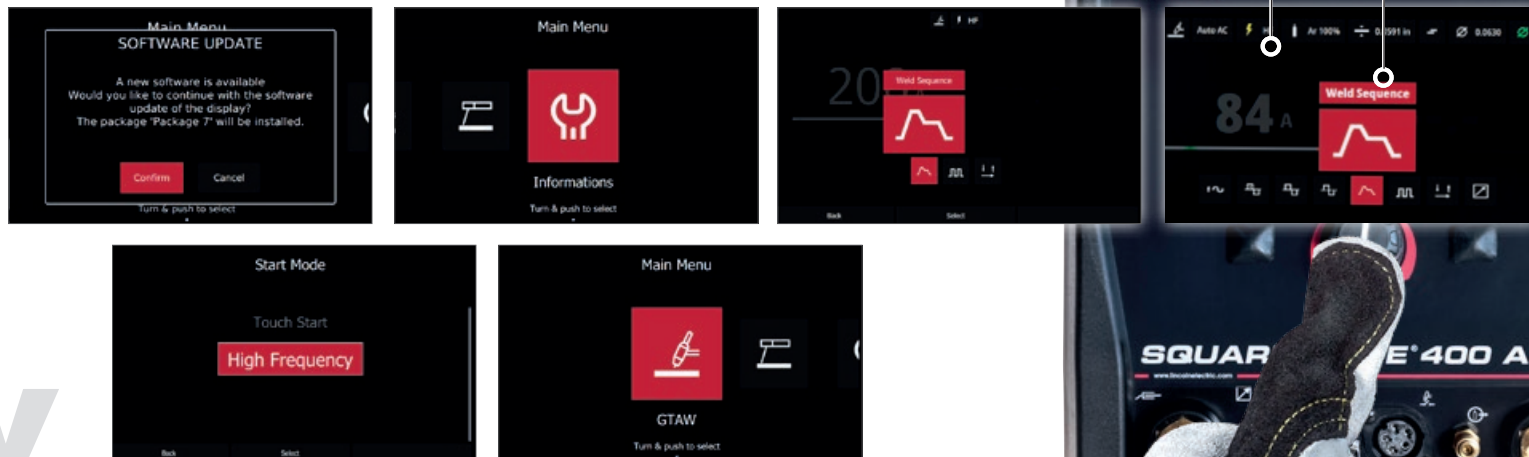 Main Menu
SOFTWARE UPDATE
A new software is available
Would you like to continue with the software
update of the display?
The package 'Package 7' will be installed.
Confirm
Cancel
Turn & push to select
Main Menu
Informations
Turn & push to select
HF
Weld Sequence
Back
Select
Auto AC
Ar 100%
0.0630
Weld Sequence
84 A
Start Mode
Touch Start
High Frequency
Back
Select
Main Menu
GTAW
Turn & push to select
SQUAR E® 400 A
www.lincolnelectric.com